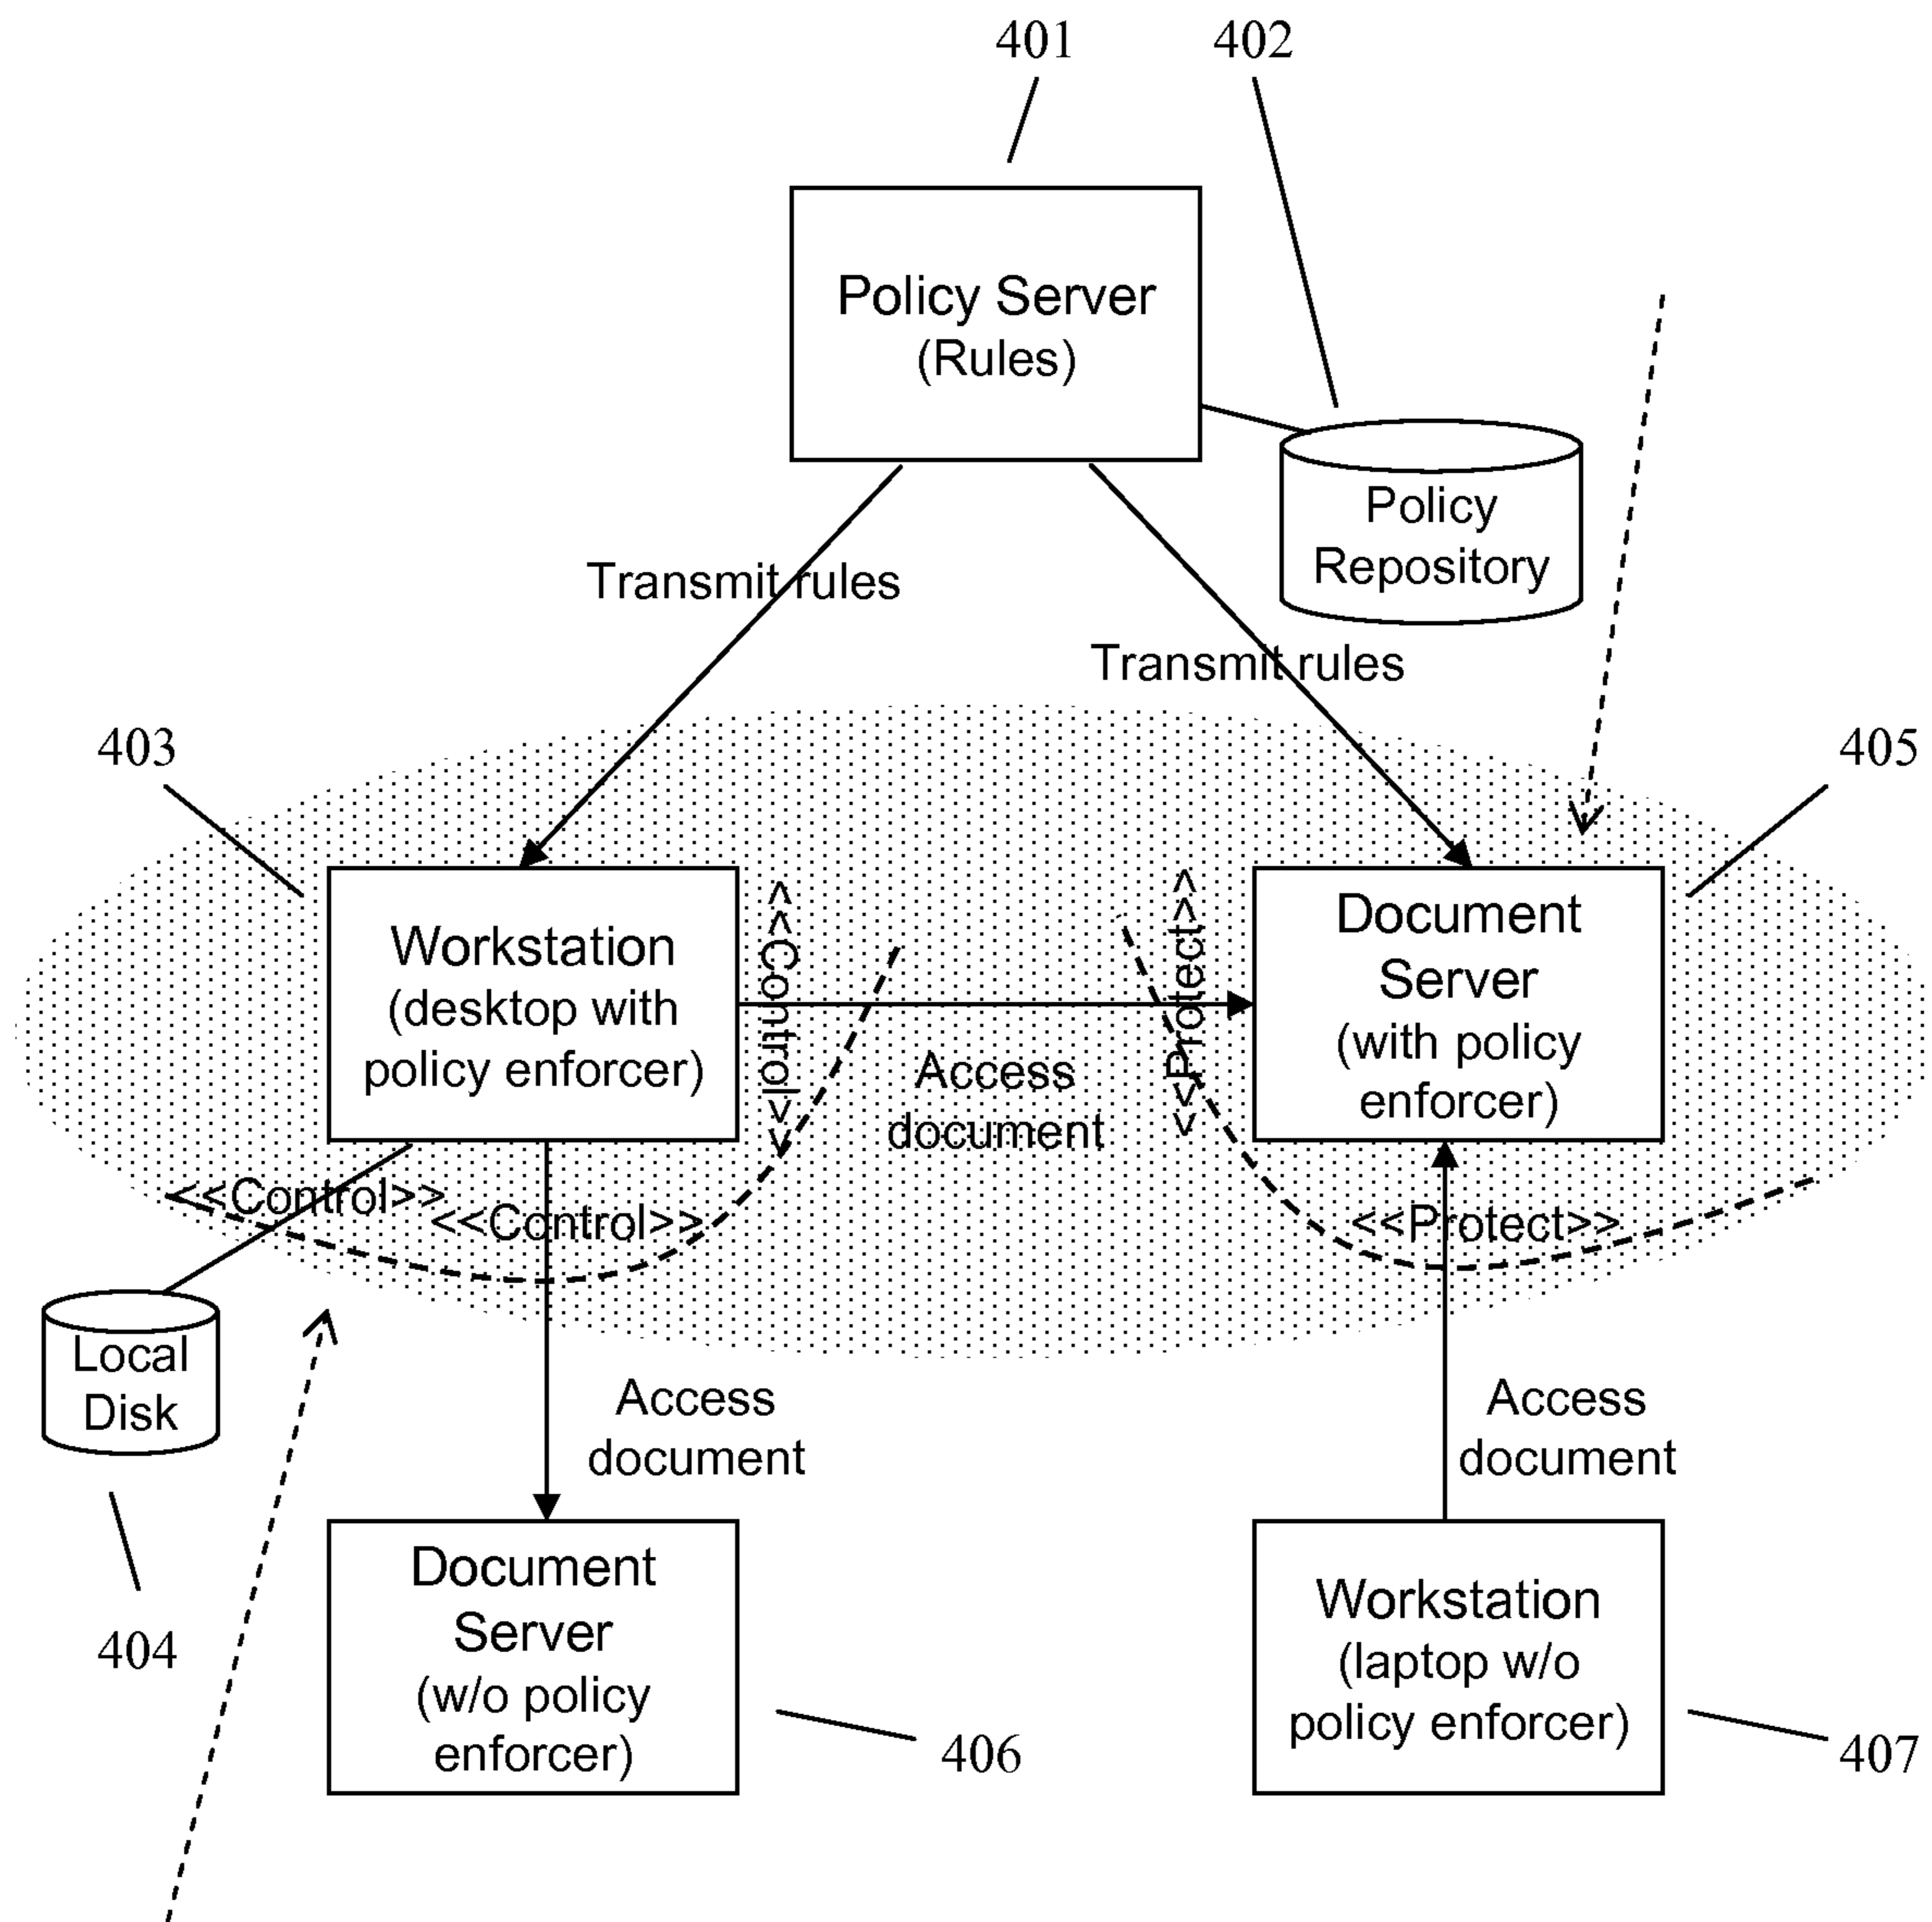 401
402
Policy Server
(Rules)
Policy
Repository
Transmit rules
Transmit rules
403
405
Workstation
(desktop with
policy enforcer)
<<Control>>
<<Protect>>
Document
Server
(with policy
enforcer)
Access
document
<<Control>>
<<Control>>
<<Protect>>
Local
Disk
Access
document
Access
document
404
Document
Server
(w/o policy
enforcer)
406
Workstation
(laptop w/o
policy enforcer)
407